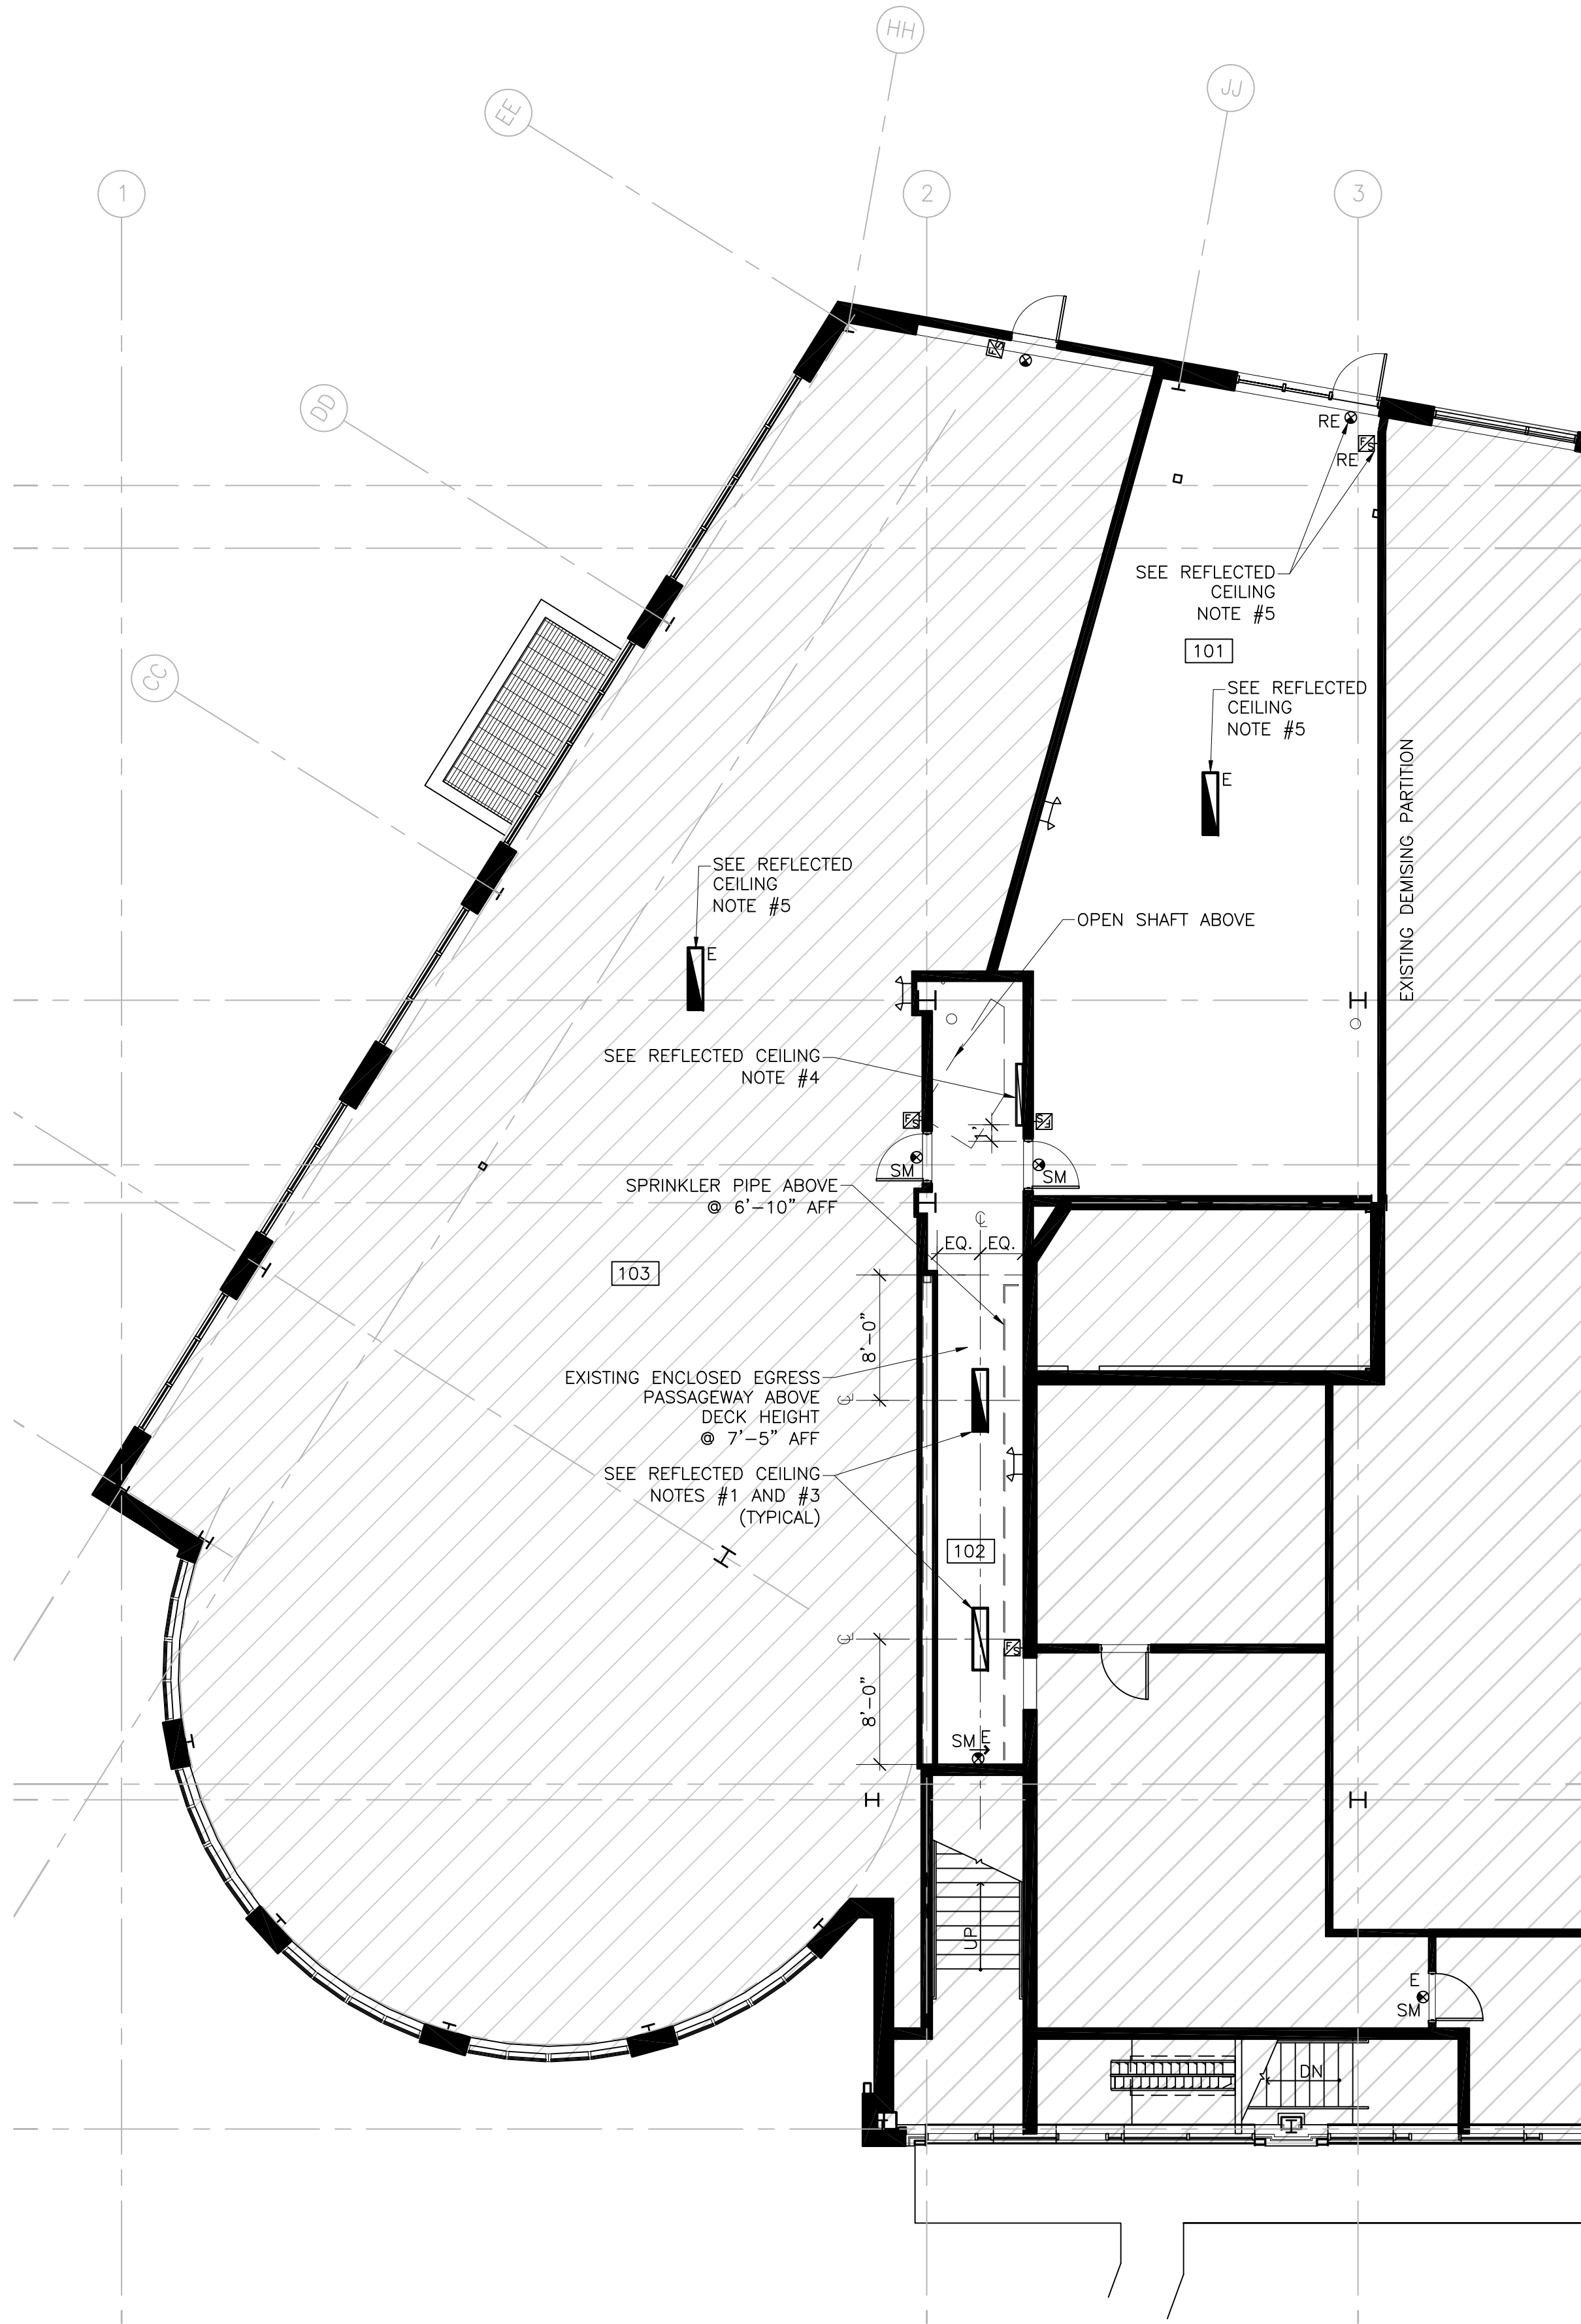 HH
JJ
EE
1
2
3
DD
CC
F
S
RE
F
S
RE
SEE REFLECTED
CEILING
NOTE #5
101
SEE REFLECTED
CEILING
NOTE #5
E
EXISTING DEMISING PARTITION
SEE REFLECTED
CEILING
NOTE #5
E
OPEN SHAFT ABOVE
SEE REFLECTED CEILING
NOTE #4
F
S
F
S
1'
SM
SM
SPRINKLER PIPE ABOVE
@ 6'-10" AFF
EQ.
EQ.
103
8'-0"
EXISTING ENCLOSED EGRESS
PASSAGEWAY ABOVE
DECK HEIGHT
@ 7'-5" AFF
SEE REFLECTED CEILING
NOTES #1 AND #3
(TYPICAL)
102
F
S
8'-0"
SM
E
UP
E
SM
DN